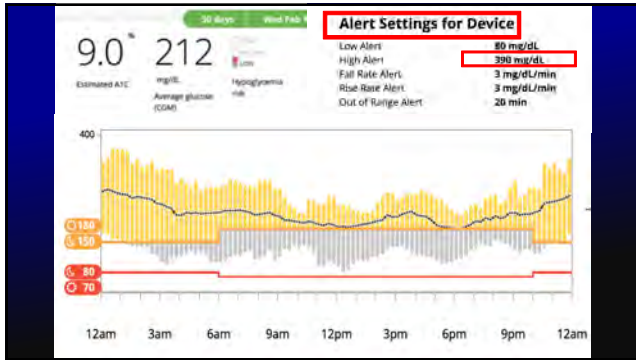 30 days Wed Feb
9.0
*
%
Estimated A1C
212
mg/dL
Average glucose
(CGM)
Low
Hypoglycemia
risk
Alert Settings for Device
Low Alert 80 mg/dL
High Alert 390 mg/dL
Fall Rate Alert 3 mg/dL/min
Rise Rate Alert 3 mg/dL/min
Out of Range Alert 20 min
400
180
150
80
70
12am 3am 6am 9am 12pm 3pm 6pm 9pm 12am